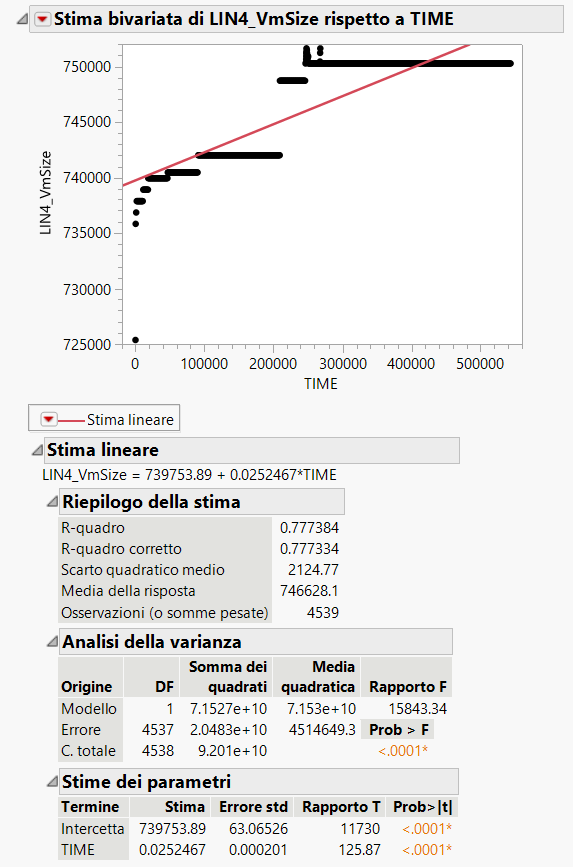 Stima bivariata di LIN4_VmSize rispetto a TIME
750000
745000
740000
735000
730000
725000
LIN4_VmSize
0 100000 200000 300000 400000 500000
TIME
Stima lineare
Stima lineare
LIN4_VmSize = 739753.89 + 0.0252467*TIME
Riepilogo della stima
R-quadro 0.777384
R-quadro corretto 0.777334
Scarto quadratico medio 2124.77
Media della risposta 746628.1
Osservazioni (o somme pesate) 4539
Analisi della varianza
Somma dei Media
Origine DF quadrati quadratica Rapporto F
Modello 1 7.1527e+10 7.153e+10 15843.34
Errore 4537 2.0483e+10 4514649.3 Prob > F
C. totale 4538 9.201e+10 <.0001*
Stime dei parametri
Termine Stima Errore std Rapporto T Prob>|t|
Intercetta 739753.89 63.06526 11730 <.0001*
TIME 0.0252467 0.000201 125.87 <.0001*